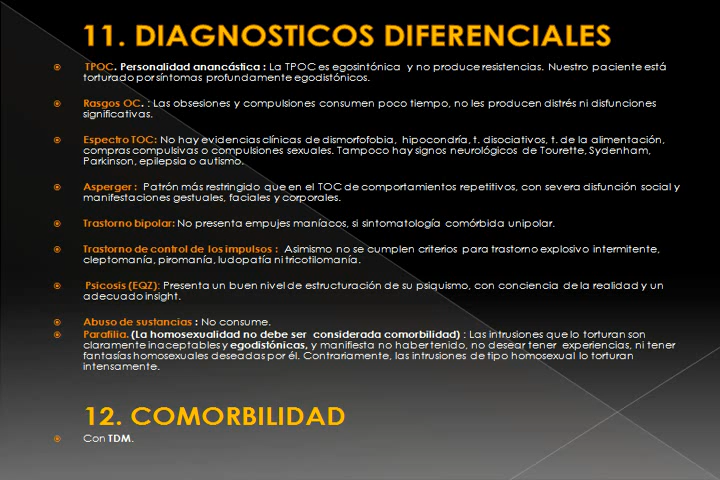 11. DIAGNOSTICOS DIFERENCIALES
TPOC. Personalidad anancástica : La TPOC es egosintónica y no produce resistencias. Nuestro paciente está
torturado por síntomas profundamente egodistónicos.
Rasgos OC. : Las obsesiones y compulsiones consumen poco tiempo, no les producen distrés ni disfunciones
significativas.
Espectro TOC: No hay evidencias clínicas de dismorfofobia, hipocondría, t. disociativos, t. de la alimentación,
compras compulsivas o compulsiones sexuales. Tampoco hay signos neurológicos de Tourette, Sydenham,
Parkinson, epilepsia o autismo.
Asperger : Patrón más restringido que en el TOC de comportamientos repetitivos, con severa disfunción social y
manifestaciones gestuales, faciales y corporales.
Trastorno bipolar: No presenta empujes maníacos, si sintomatología comórbida unipolar.
Trastorno de control de los impulsos : Asimismo no se cumplen criterios para trastorno explosivo intermitente,
cleptomanía, piromanía, ludopatía ni tricotilomanía.
Psicosis (EQZ): Presenta un buen nivel de estructuración de su psiquismo, con conciencia de la realidad y un
adecuado insight.
Abuso de sustancias : No consume.
Parafilia. (La homosexualidad no debe ser considerada comorbilidad) : Las intrusiones que lo torturan son
claramente inaceptables y egodistónicas, y manifiesta no haber tenido, no desear tener experiencias, ni tener
fantasías homosexuales deseadas por él. Contrariamente, las intrusiones de tipo homosexual lo torturan
intensamente.
12. COMORBILIDAD
Con TDM.